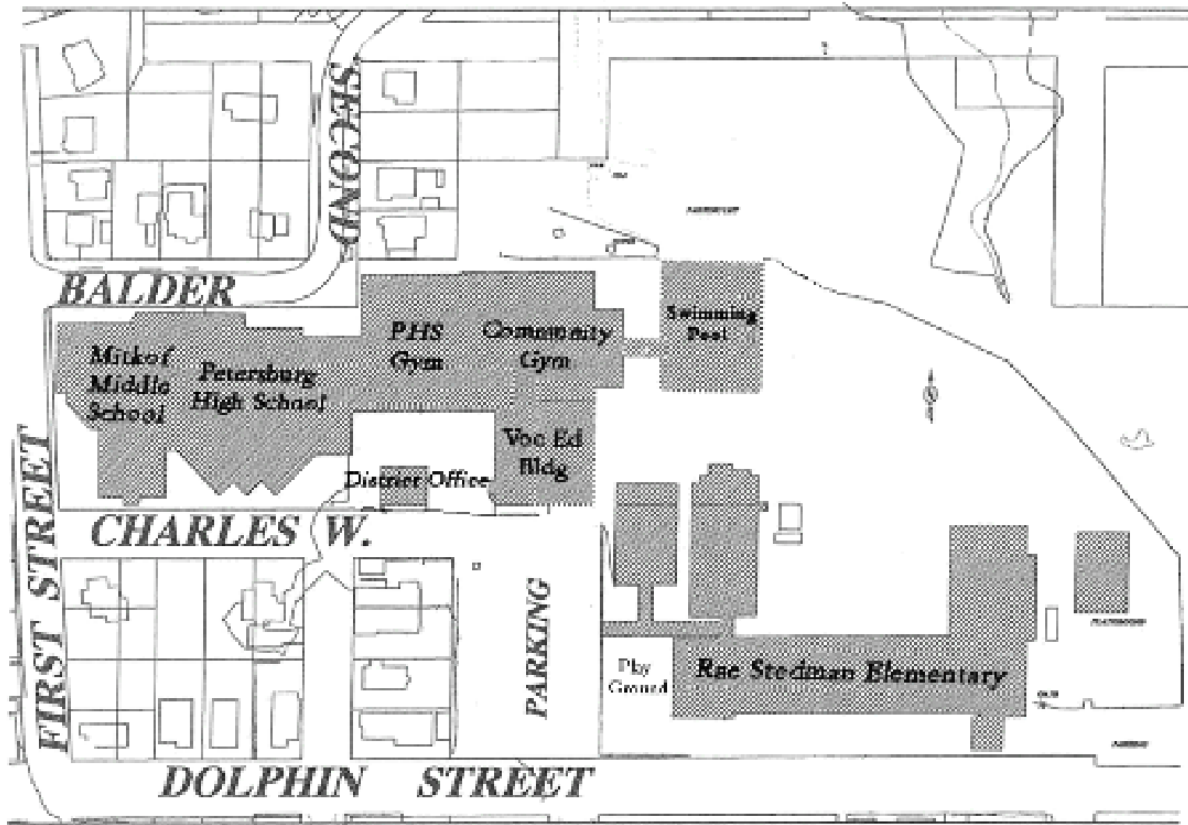 SECOND
BALDER
Mitkof
Middle
School
Petersburg
High School
PHS
Gym
Community
Gym
Swimming
Pool
Voc Ed
Bldg
District Office
CHARLES W.
FIRST STREET
PARKING
Play
Ground
Rae Stedman Elementary
DOLPHIN STREET